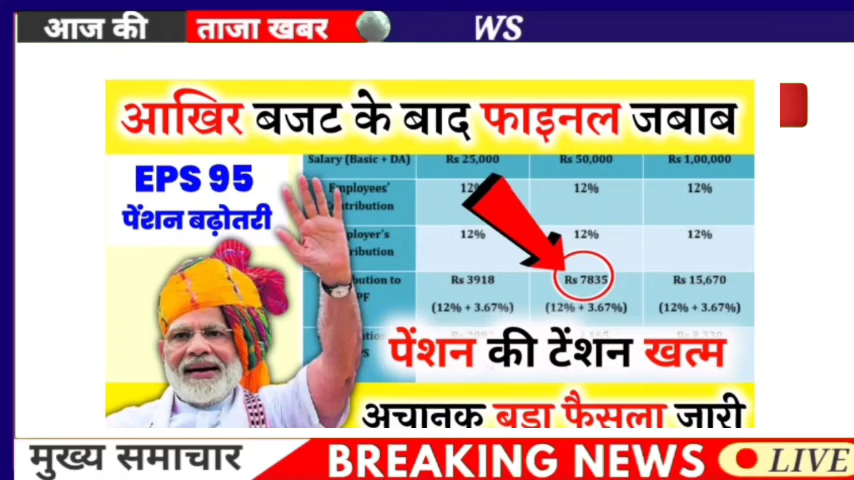 आज की ताजा खबर WS
आखिर बजट के बाद फाइनल जबाब
EPS 95
पेंशन बढ़ोतरी
Salary (Basic + DA) Rs 25,000 Rs 50,000 Rs 1,00,000
Employees' 12% 12% 12%
12% 12% 12%
Rs 3918 Rs 7835 Rs 15,670
(12% + 3.67%) (12% + 3.67%) (12% + 3.67%)
पेंशन की टेंशन खत्म
अचानक बड़ा फैसला जारी
मुख्य समाचार BREAKING NEWS LIVE